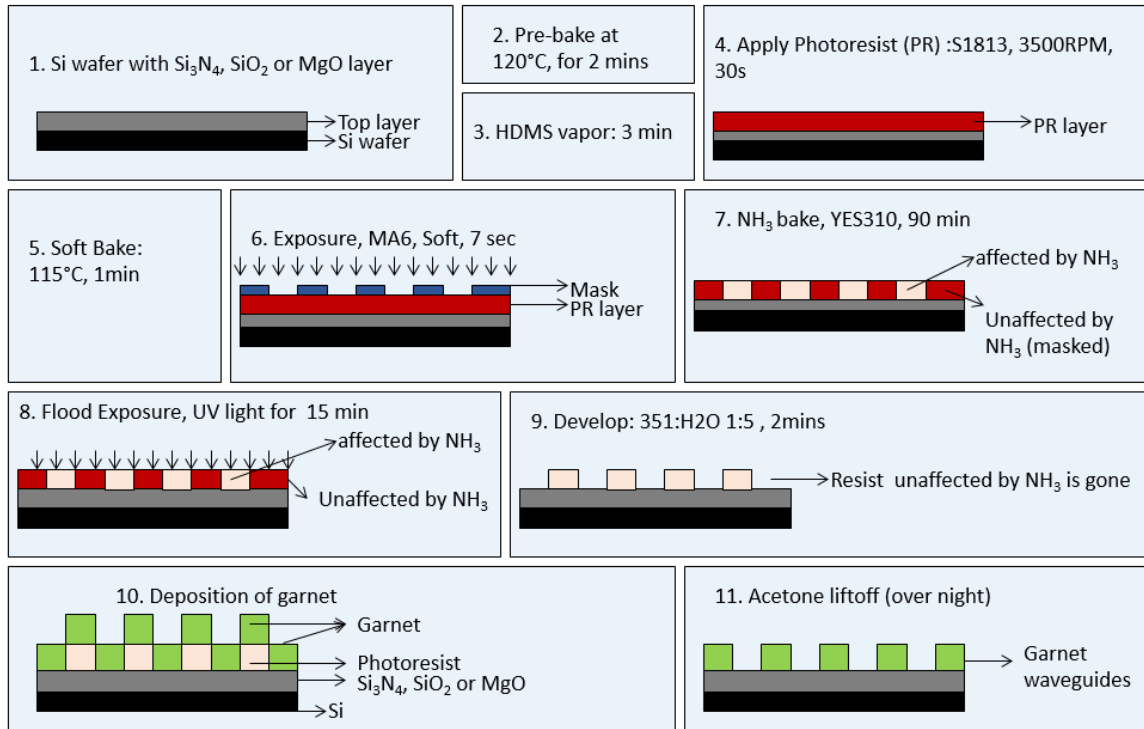 1. Si wafer with Si₃N₄, SiO₂ or MgO layer
Top layer
Si wafer
2. Pre-bake at
120°C, for 2 mins
3. HDMS vapor: 3 min
4. Apply Photoresist (PR) :S1813, 3500RPM,
30s
PR layer
5. Soft Bake:
115°C, 1min
6. Exposure, MA6, Soft, 7 sec
Mask
PR layer
7. NH₃ bake, YES310, 90 min
affected by NH₃
Unaffected by
NH₃ (masked)
8. Flood Exposure, UV light for 15 min
affected by NH₃
Unaffected by NH₃
9. Develop: 351:H2O 1:5 , 2mins
Resist unaffected by NH₃ is gone
10. Deposition of garnet
Garnet
Photoresist
Si₃N₄, SiO₂ or MgO
Si
11. Acetone liftoff (over night)
Garnet
waveguides